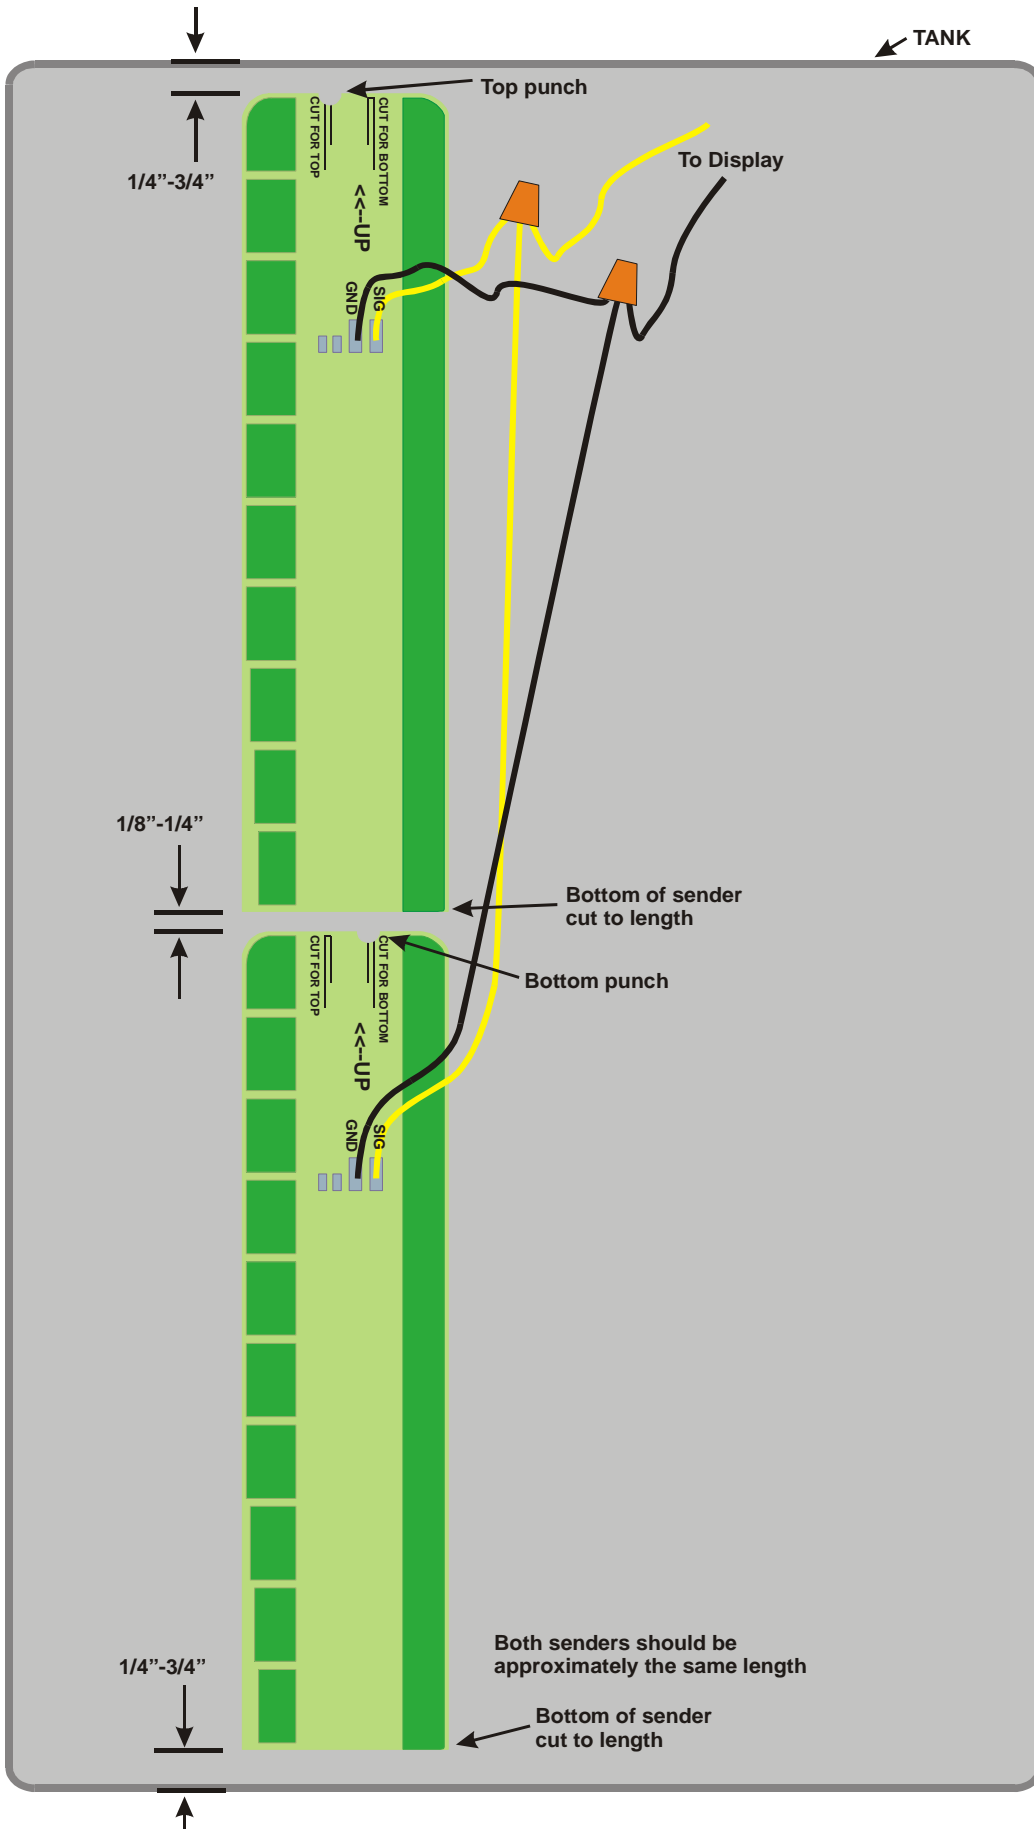 TANK
Top punch
CUT FOR TOP
CUT FOR BOTTOM
To Display
1/4”-3/4”
<<--UP
GND
SIG
1/8”-1/4”
Bottom of sender
cut to length
CUT FOR TOP
CUT FOR BOTTOM
Bottom punch
<<--UP
GND
SIG
Both senders should be
approximately the same length
1/4”-3/4”
Bottom of sender
cut to length